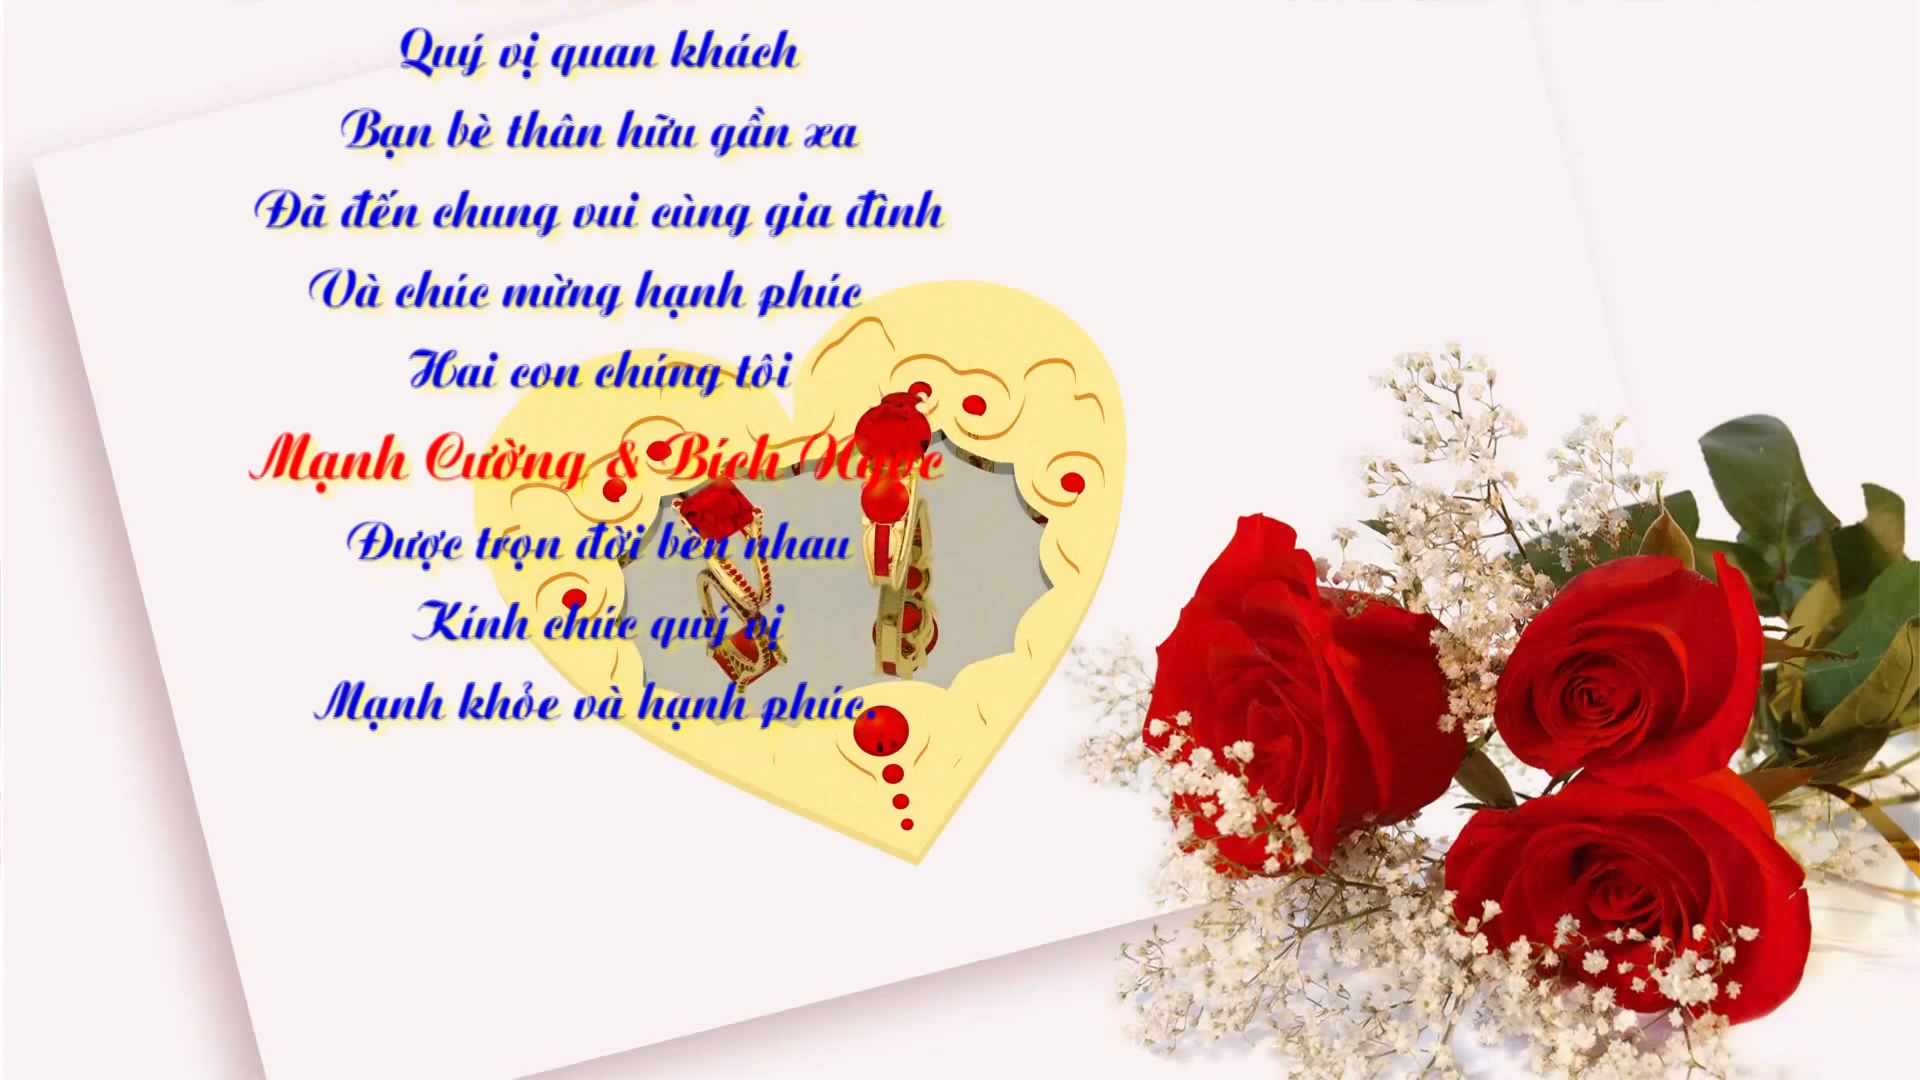 Quý vị quan khách
Bạn bè thân hữu gần xa
Đã đến chung vui cùng gia đình
Và chúc mừng hạnh phúc
Hai con chúng tôi
Mạnh Cường & Bích Ngọc
Được trọn đời bên nhau
Kính chúc quý vị
Mạnh khỏe và hạnh phúc.